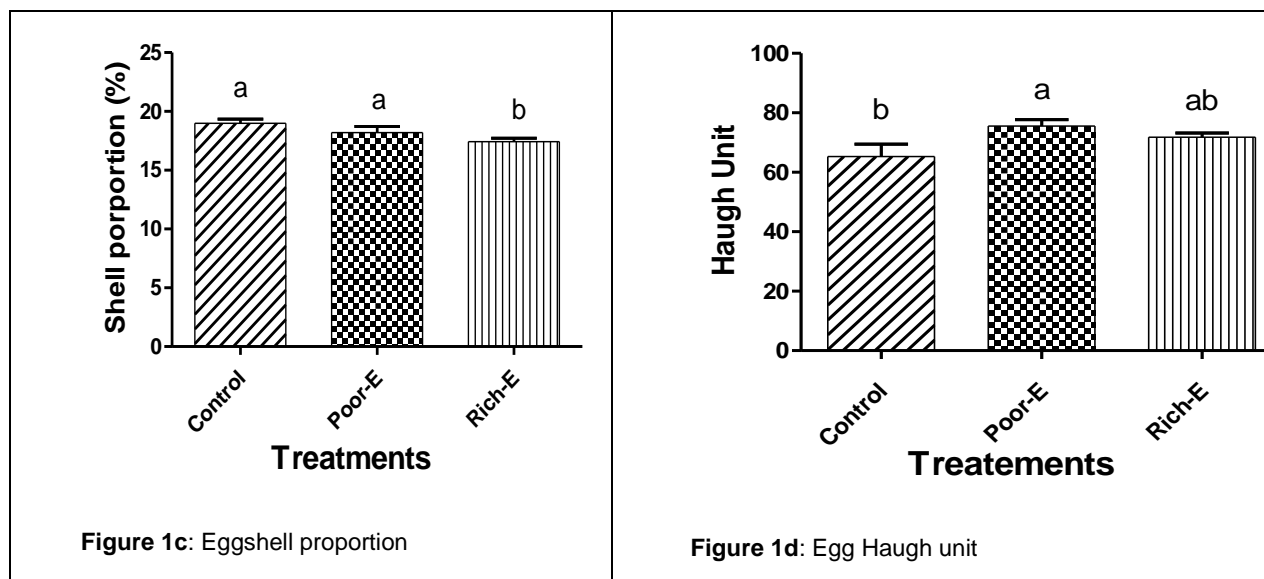 25
20
15
10
5
0
Shell porportion (%)
a
a
b
Control
Poor-E
Rich-E
Treatments
Figure 1c: Eggshell proportion
100
80
60
40
20
0
Haugh Unit
b
a
ab
Control
Poor-E
Rich-E
Treatements
Figure 1d: Egg Haugh unit